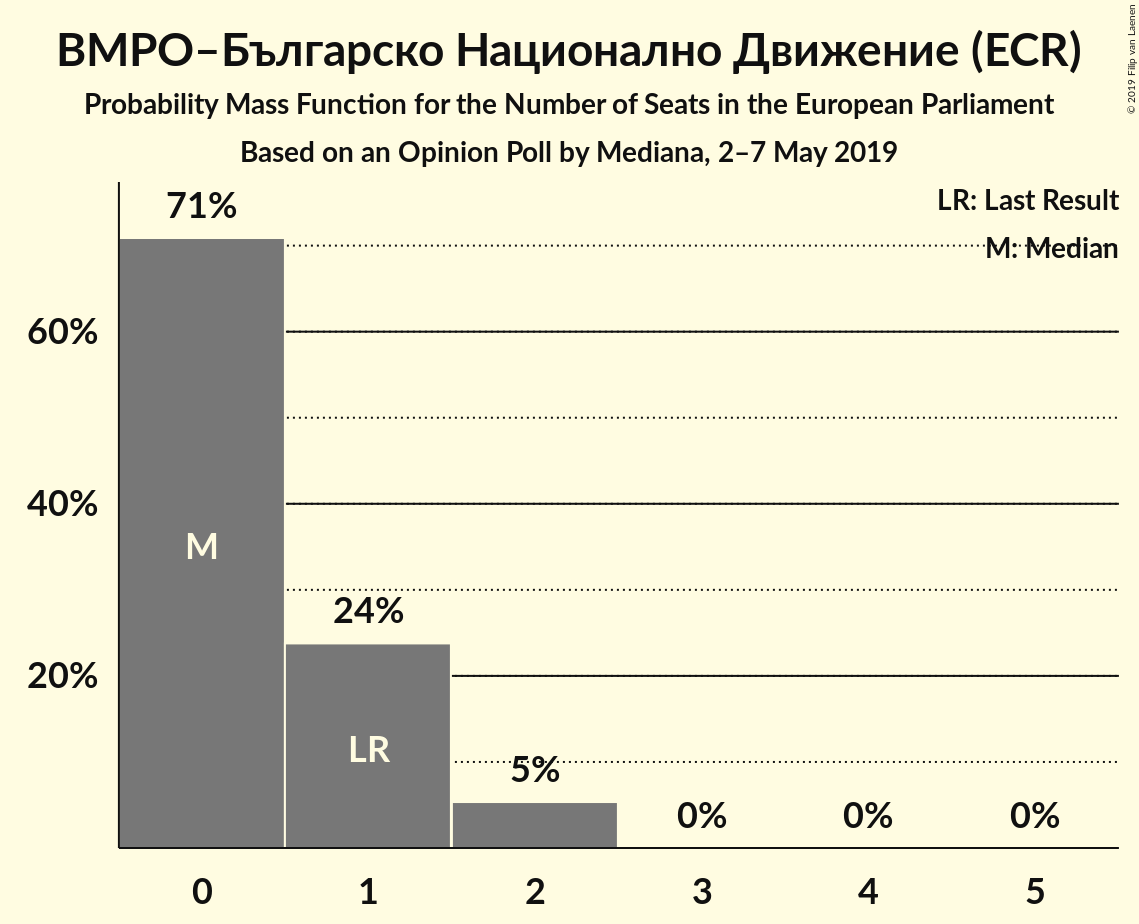 ВМРО–Българско Национално Движение (ECR)
Probability Mass Function for the Number of Seats in the European Parliament
Based on an Opinion Poll by Mediana, 2–7 May 2019
© 2019 Filip van Laenen
LR: Last Result
M: Median
71%
60%
40%
20%
M
24%
LR
5%
0%
0%
0%
0
1
2
3
4
5